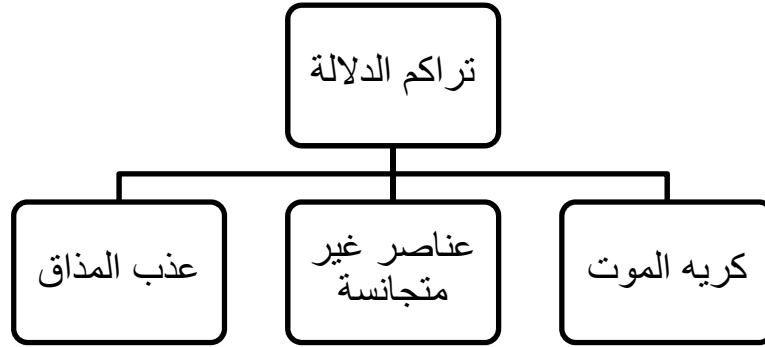 تراكم الدلالة
كريه الموت
عناصر غير
متجانسة
عذب المذاق